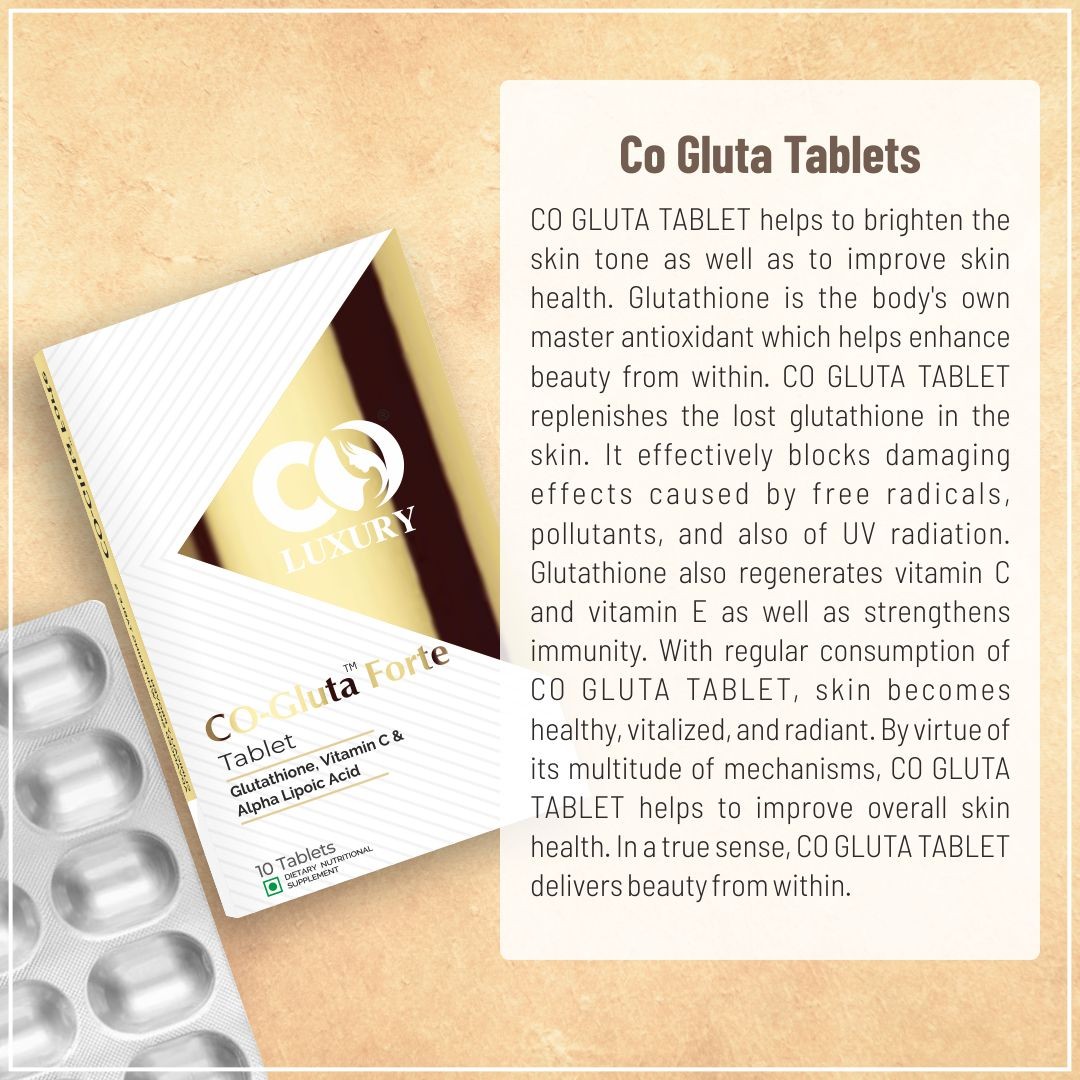 Co Gluta Tablets
CO GLUTA TABLET helps to brighten the
skin tone as well as to improve skin
health. Glutathione is the body's own
master antioxidant which helps enhance
beauty from within. CO GLUTA TABLET
replenishes the lost glutathione in the
skin. It effectively blocks damaging
effects caused by free radicals,
pollutants, and also of UV radiation.
Glutathione also regenerates vitamin C
and vitamin E as well as strengthens
immunity. With regular consumption of
CO GLUTA TABLET, skin becomes
healthy, vitalized, and radiant. By virtue of
its multitude of mechanisms, CO GLUTA
TABLET helps to improve overall skin
health. In a true sense, CO GLUTA TABLET
delivers beauty from within.
CO®
LUXURY
CO-Gluta™ Forte
Tablet
Glutathione, Vitamin C &
Alpha Lipoic Acid
10 Tablets
DIETARY NUTRITIONAL
SUPPLEMENT